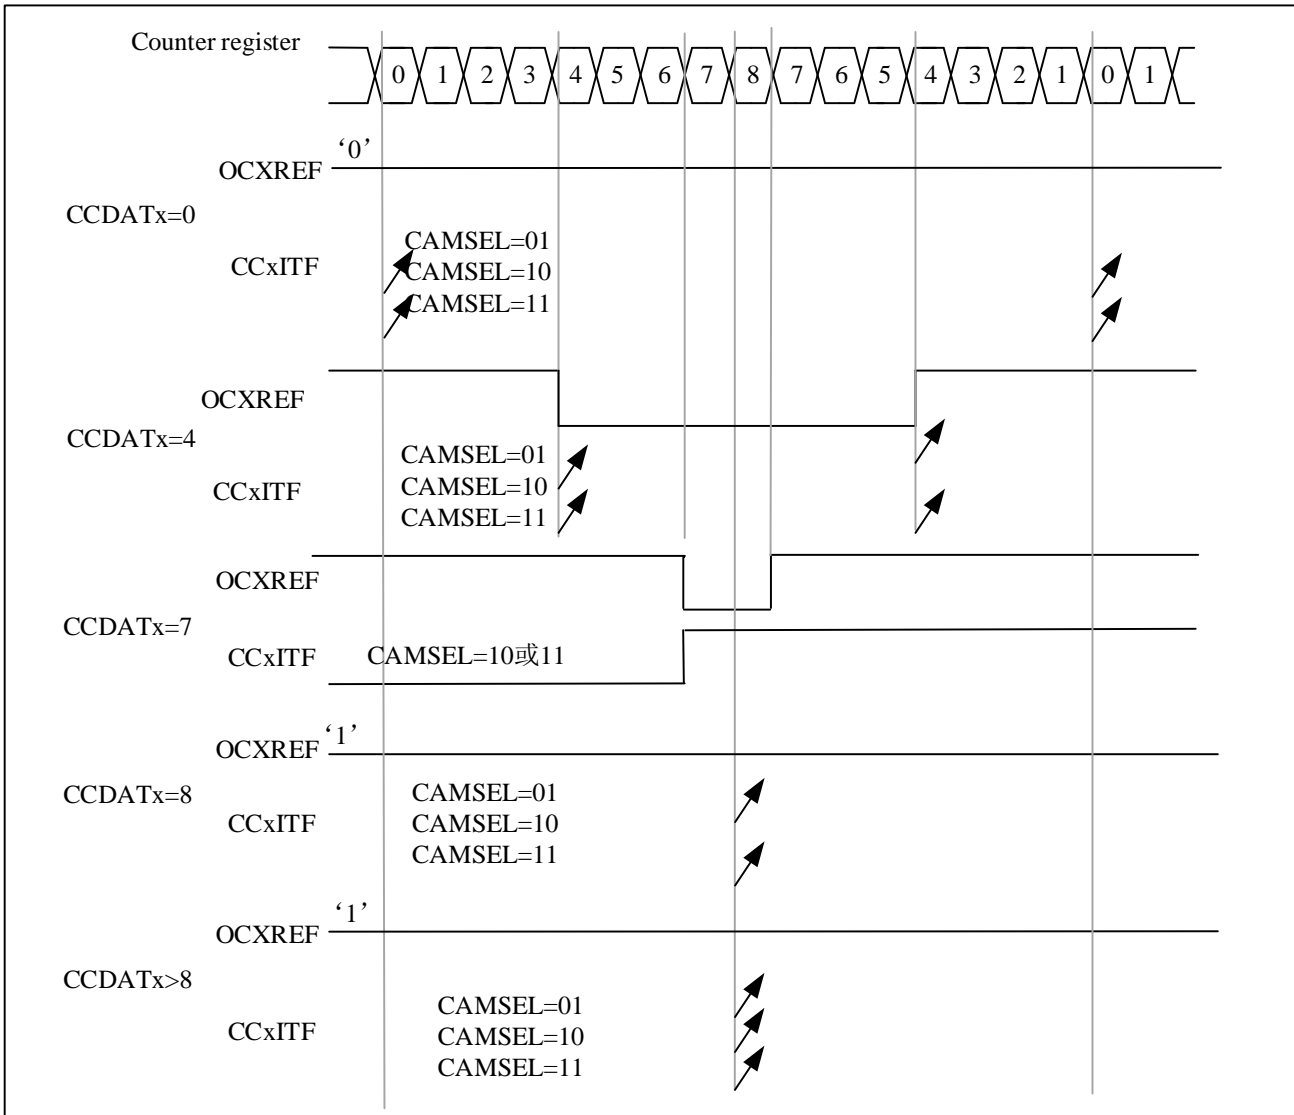 Counter register
0 1 2 3 4 5 6 7 8 7 6 5 4 3 2 1 0 1
‘0’
OCXREF
CCDATx=0
CCxITF
CAMSEL=01
CAMSEL=10
CAMSEL=11
OCXREF
CCDATx=4
CCxITF
CAMSEL=01
CAMSEL=10
CAMSEL=11
OCXREF
CCDATx=7
CCxITF
CAMSEL=10或11
‘1’
OCXREF
CCDATx=8
CCxITF
CAMSEL=01
CAMSEL=10
CAMSEL=11
‘1’
OCXREF
CCDATx>8
CCxITF
CAMSEL=01
CAMSEL=10
CAMSEL=11